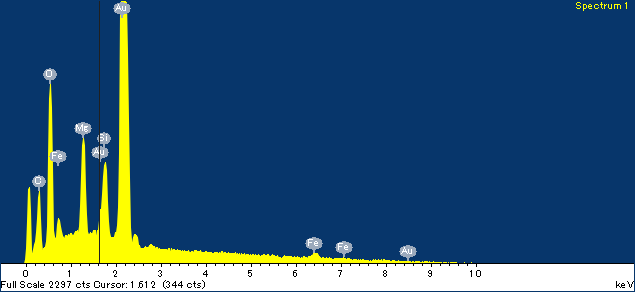 Spectrum 1
Au
O
Mg
Si
Fe
Au
C
Fe
Fe
Au
0 1 2 3 4 5 6 7 8 9 10
Full Scale 2297 cts Cursor: 1.612 (344 cts) keV